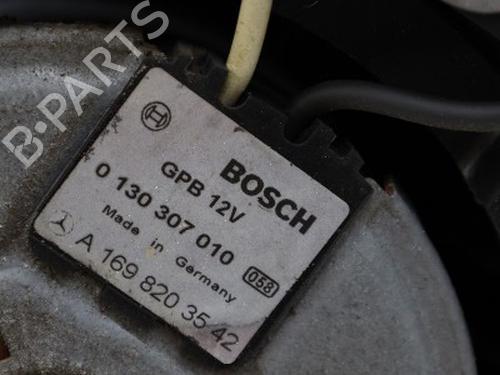 B-PARTS
BOSCH
GPB 12V
0 130 307 010
Made in Germany
058
A 169 820 35 42